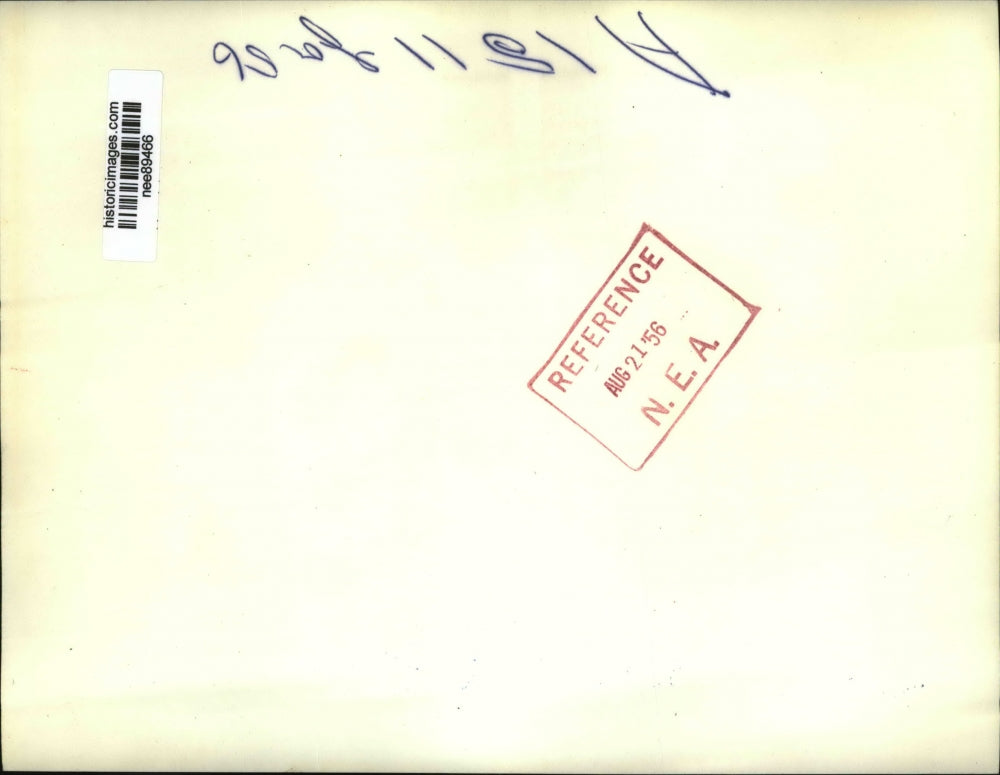 historicimages.com
nee89466
REFERENCE
AUG 21 '56
N. E. A.